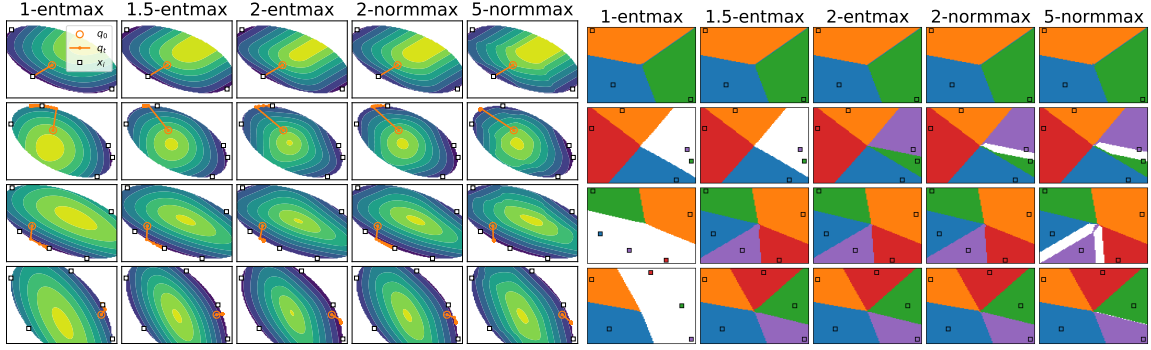 1-entmax 1.5-entmax 2-entmax 2-normmax 5-normmax 1-entmax 1.5-entmax 2-entmax 2-normmax 5-normmax
q₀
qₜ
xᵢ